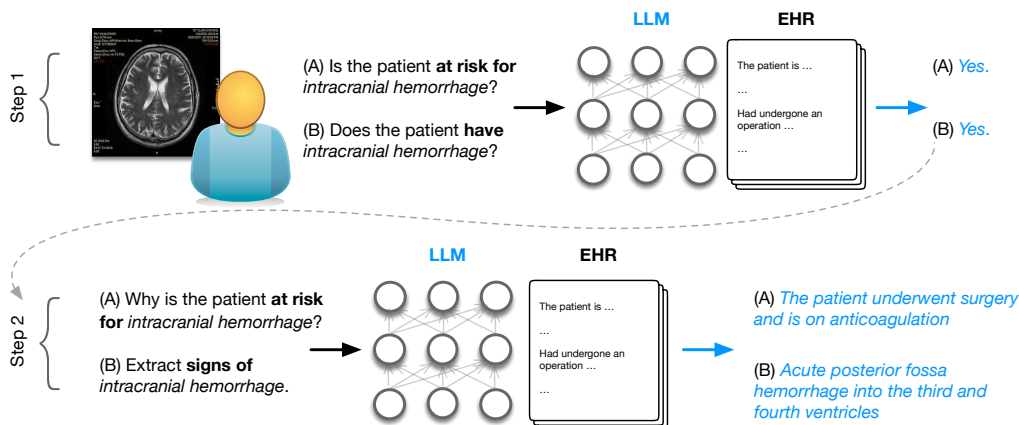 LLM
EHR
Step 1
(A) Is the patient at risk for
intracranial hemorrhage?
(B) Does the patient have
intracranial hemorrhage?
The patient is …
…
Had undergone an
operation …
…
(A) Yes.
(B) Yes.
LLM
EHR
Step 2
(A) Why is the patient at risk
for intracranial hemorrhage?
(B) Extract signs of
intracranial hemorrhage.
The patient is …
…
Had undergone an
operation …
…
(A) The patient underwent surgery
and is on anticoagulation
(B) Acute posterior fossa
hemorrhage into the third and
fourth ventricles